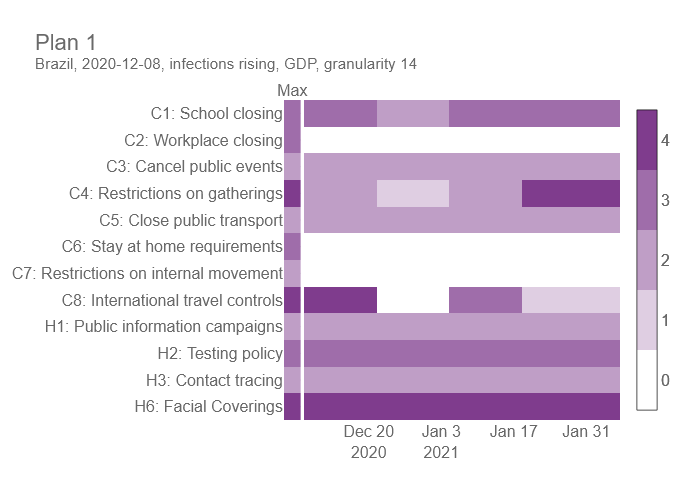 Plan 1
Brazil, 2020-12-08, infections rising, GDP, granularity 14
Max
C1: School closing
C2: Workplace closing
C3: Cancel public events
C4: Restrictions on gatherings
C5: Close public transport
C6: Stay at home requirements
C7: Restrictions on internal movement
C8: International travel controls
H1: Public information campaigns
H2: Testing policy
H3: Contact tracing
H6: Facial Coverings
Dec 20 Jan 3 Jan 17 Jan 31
2020 2021
4
3
2
1
0